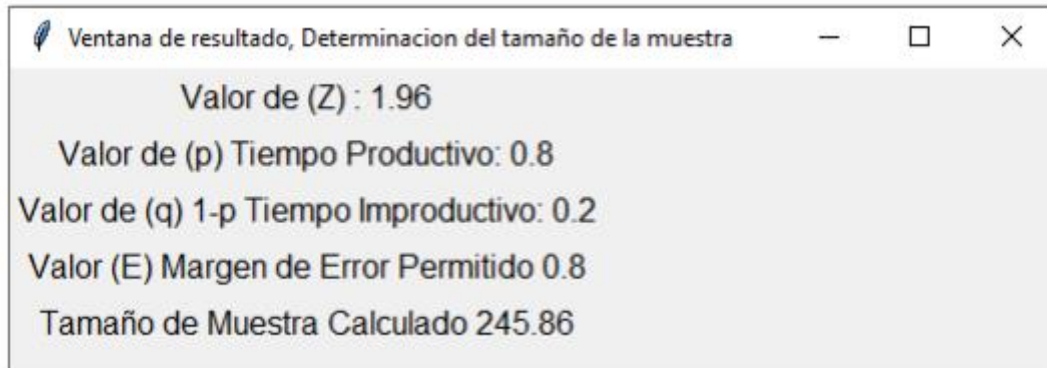 Ventana de resultado, Determinacion del tamaño de la muestra
Valor de (Z) : 1.96
Valor de (p) Tiempo Productivo: 0.8
Valor de (q) 1-p Tiempo Improductivo: 0.2
Valor (E) Margen de Error Permitido 0.8
Tamaño de Muestra Calculado 245.86